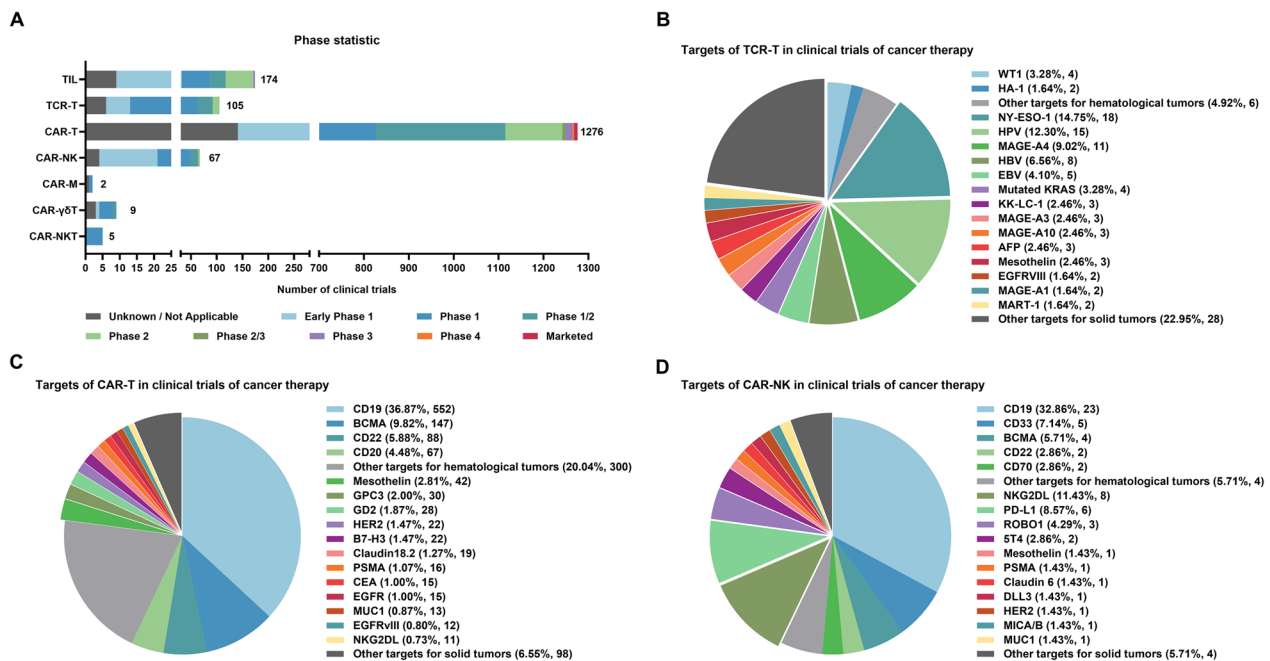 A
Phase statistic
TIL
174
TCR-T
105
CAR-T
1276
CAR-NK
67
CAR-M
2
CAR-γδT
9
CAR-NKT
5
0 5 10 15 20 25 50 100 150 200 250 700 800 900 1000 1100 1200 1300
Number of clinical trials
Unknown / Not Applicable
Early Phase 1
Phase 1
Phase 1/2
Phase 2
Phase 2/3
Phase 3
Phase 4
Marketed
B
Targets of TCR-T in clinical trials of cancer therapy
WT1 (3.28%, 4)
HA-1 (1.64%, 2)
Other targets for hematological tumors (4.92%, 6)
NY-ESO-1 (14.75%, 18)
HPV (12.30%, 15)
MAGE-A4 (9.02%, 11)
HBV (6.56%, 8)
EBV (4.10%, 5)
Mutated KRAS (3.28%, 4)
KK-LC-1 (2.46%, 3)
MAGE-A3 (2.46%, 3)
MAGE-A10 (2.46%, 3)
AFP (2.46%, 3)
Mesothelin (2.46%, 3)
EGFRVIII (1.64%, 2)
MAGE-A1 (1.64%, 2)
MART-1 (1.64%, 2)
Other targets for solid tumors (22.95%, 28)
C
Targets of CAR-T in clinical trials of cancer therapy
CD19 (36.87%, 552)
BCMA (9.82%, 147)
CD22 (5.88%, 88)
CD20 (4.48%, 67)
Other targets for hematological tumors (20.04%, 300)
Mesothelin (2.81%, 42)
GPC3 (2.00%, 30)
GD2 (1.87%, 28)
HER2 (1.47%, 22)
B7-H3 (1.47%, 22)
Claudin18.2 (1.27%, 19)
PSMA (1.07%, 16)
CEA (1.00%, 15)
EGFR (1.00%, 15)
MUC1 (0.87%, 13)
EGFRvIII (0.80%, 12)
NKG2DL (0.73%, 11)
Other targets for solid tumors (6.55%, 98)
D
Targets of CAR-NK in clinical trials of cancer therapy
CD19 (32.86%, 23)
CD33 (7.14%, 5)
BCMA (5.71%, 4)
CD22 (2.86%, 2)
CD70 (2.86%, 2)
Other targets for hematological tumors (5.71%, 4)
NKG2DL (11.43%, 8)
PD-L1 (8.57%, 6)
ROBO1 (4.29%, 3)
5T4 (2.86%, 2)
Mesothelin (1.43%, 1)
PSMA (1.43%, 1)
Claudin 6 (1.43%, 1)
DLL3 (1.43%, 1)
HER2 (1.43%, 1)
MICA/B (1.43%, 1)
MUC1 (1.43%, 1)
Other targets for solid tumors (5.71%, 4)